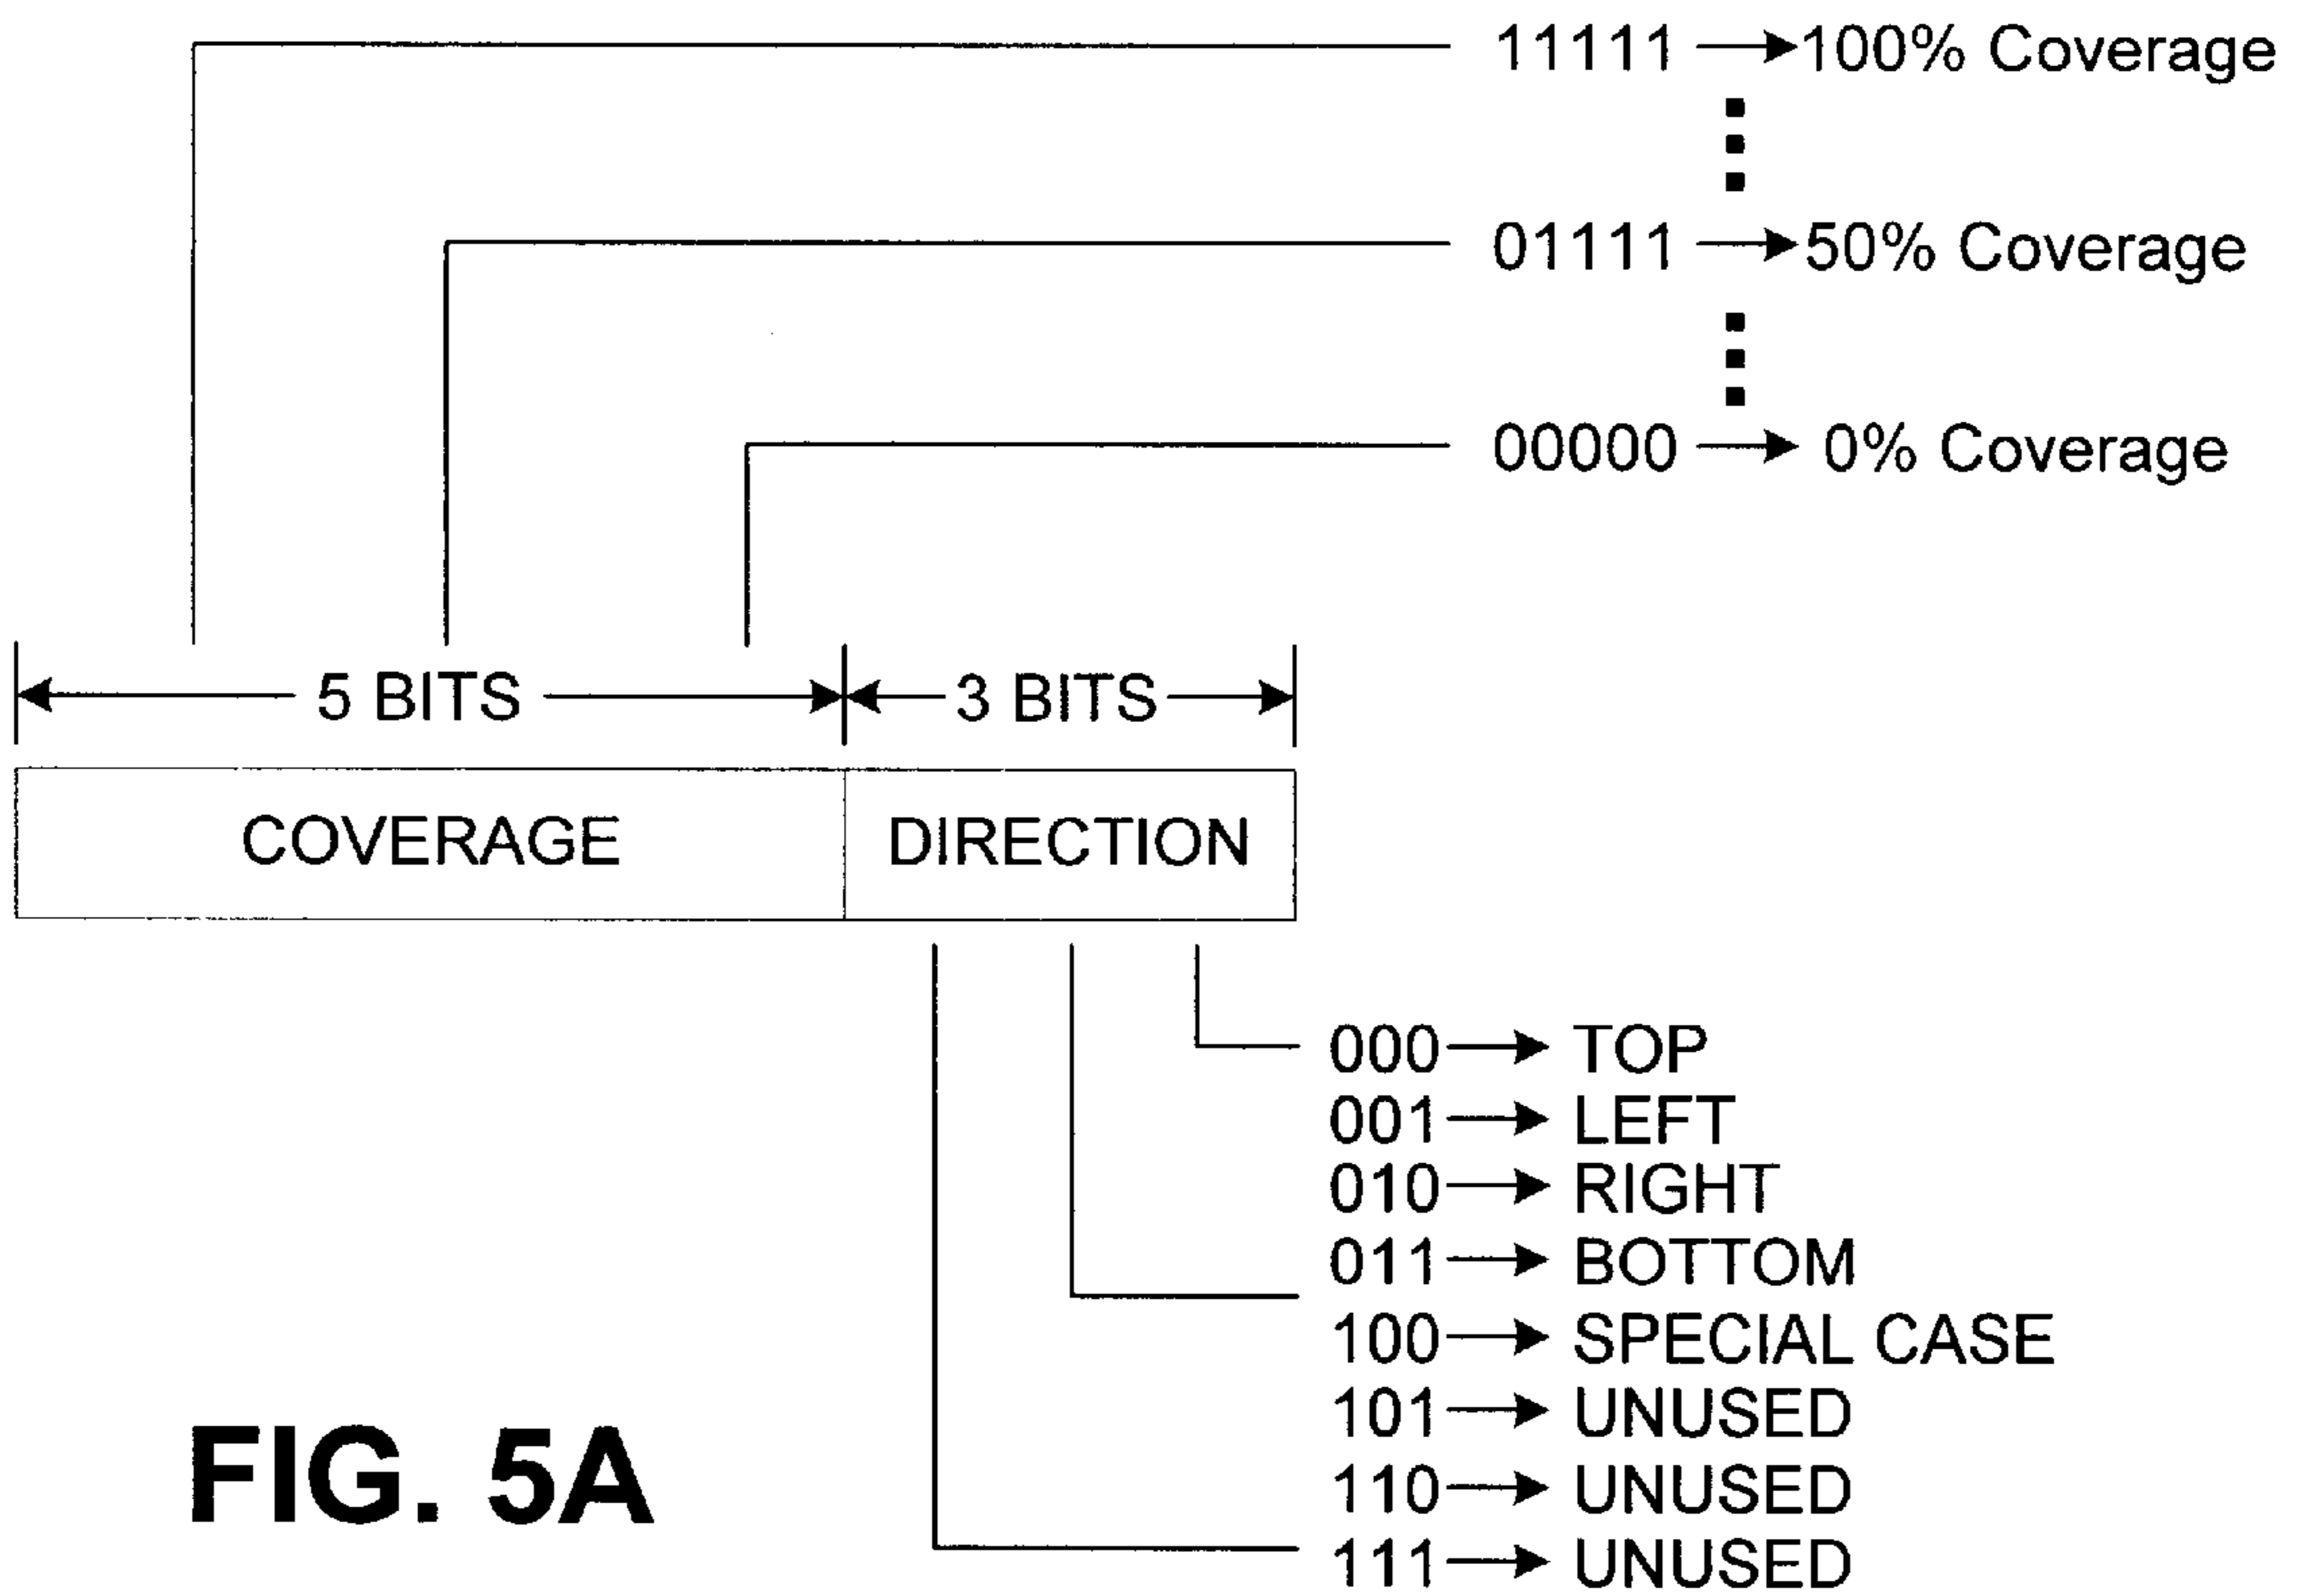 11111 100% Coverage
01111 50% Coverage
00000 0% Coverage
5 BITS 3 BITS
COVERAGE DIRECTION
000 TOP
001 LEFT
010 RIGHT
011 BOTTOM
100 SPECIAL CASE
101 UNUSED
110 UNUSED
111 UNUSED
FIG. 5A